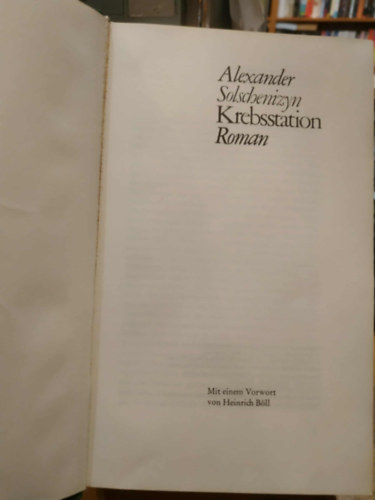 Alexander
Solschenizyn
Krebsstation
Roman
Mit einem Vorwort
von Heinrich Böll